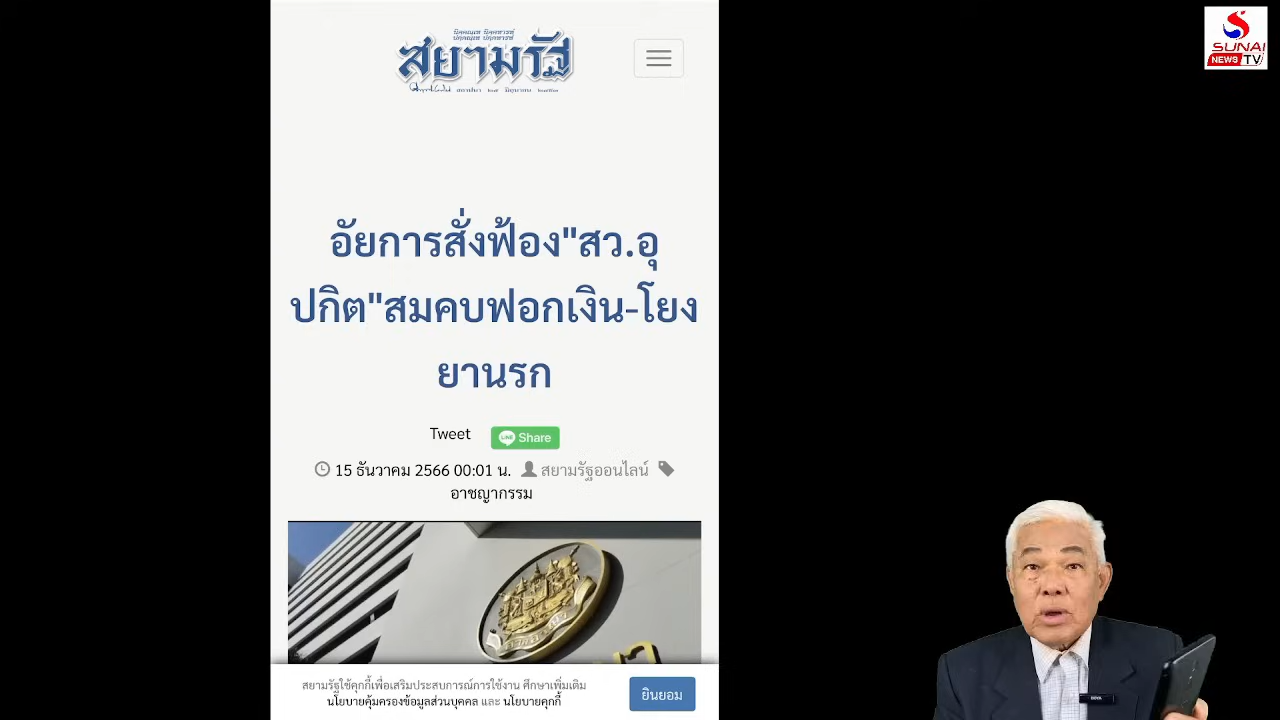 สยามรัฐ
SUNAI
NEWS TV
อัยการสั่งฟ้อง"สว.อุ
ปกิต"สมคบฟอกเงิน-โยง
ยานรก
Tweet
LINE Share
15 ธันวาคม 2566 00:01 น. สยามรัฐออนไลน์
อาชญากรรม
สยามรัฐใช้คุกกี้เพื่อเสริมประสบการณ์การใช้งาน ศึกษาเพิ่มเติม
นโยบายคุ้มครองข้อมูลส่วนบุคคล และ นโยบายคุกกี้
ยินยอม